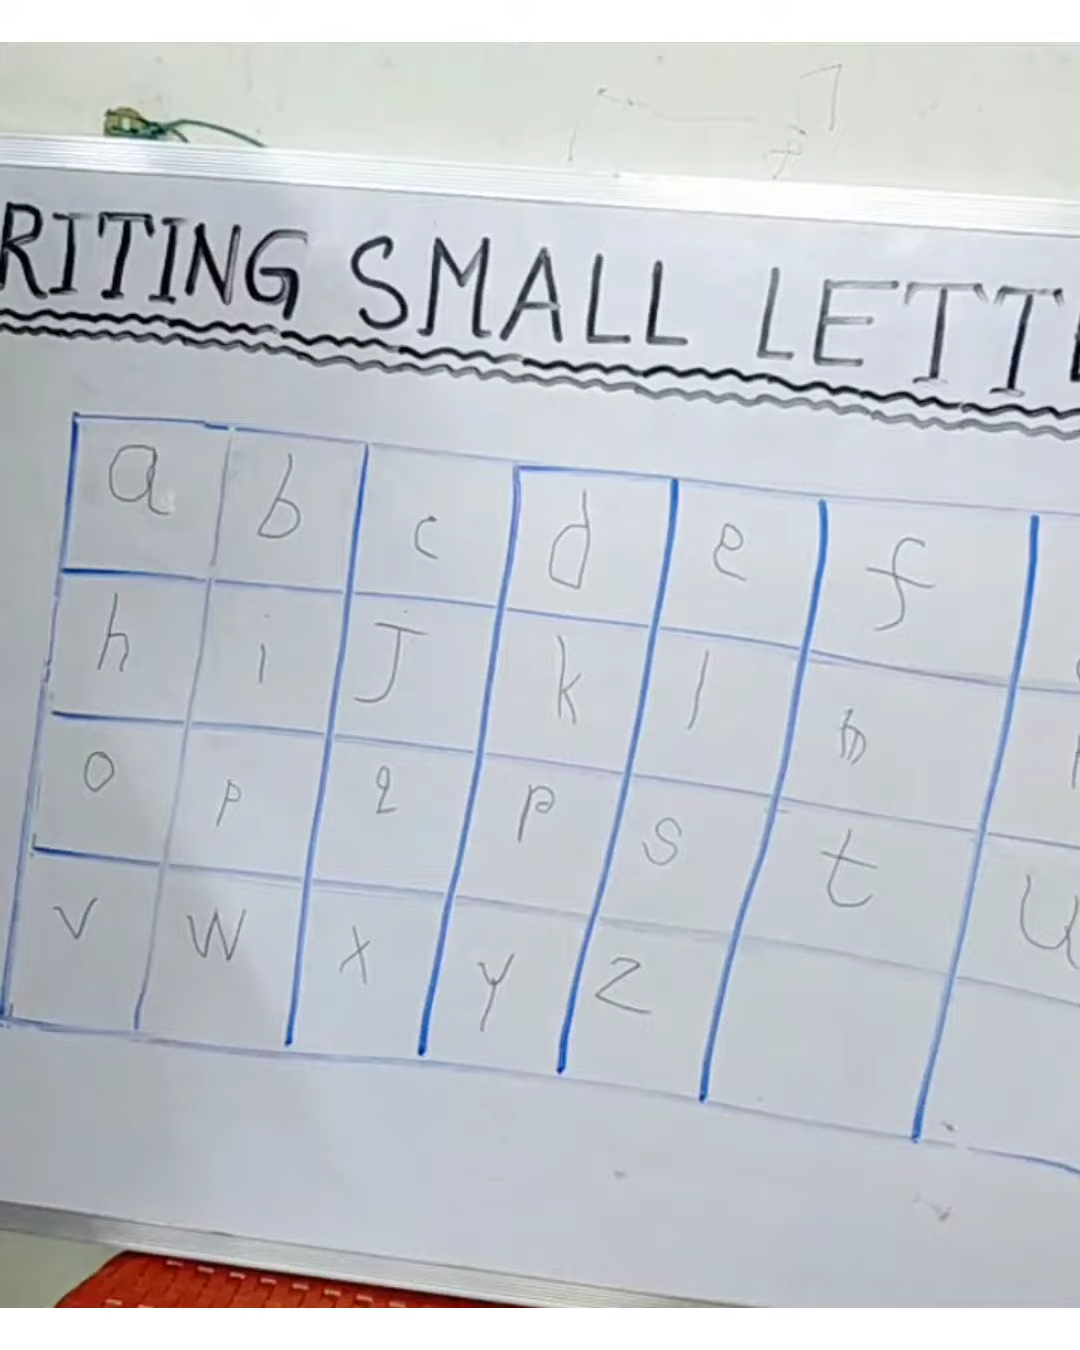 RITING SMALL LETT
a b c d e f
h i J k l m
o p q p s t u
v w x y z